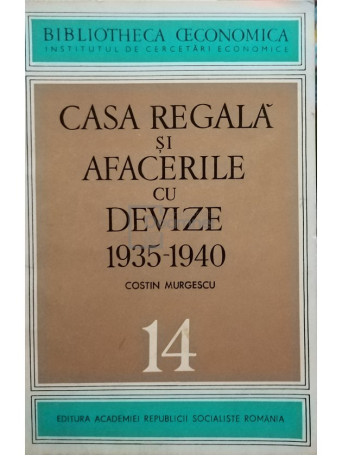 BIBLIOTHECA ŒCONOMICA
INSTITUTUL DE CERCETĂRI ECONOMICE
CASA REGALĂ
ȘI
AFACERILE
CU
DEVIZE
1935-1940
COSTIN MURGESCU
14
EDITURA ACADEMIEI REPUBLICII SOCIALISTE ROMÂNIA